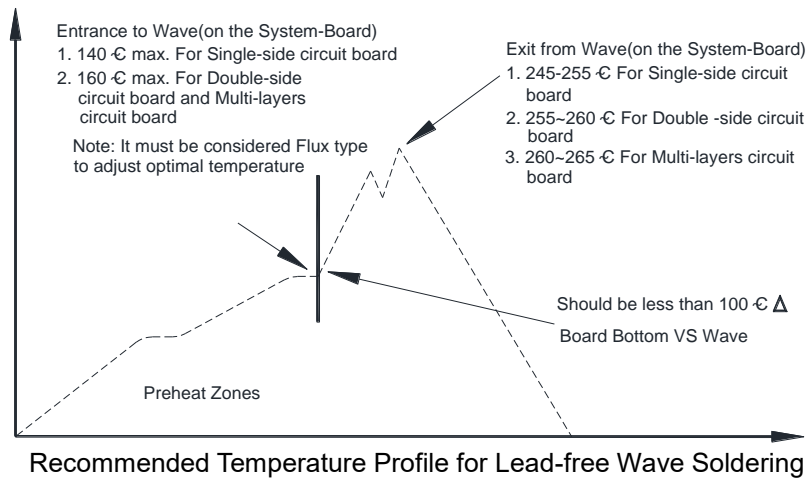 Entrance to Wave(on the System-Board)
1. 140 ℃ max. For Single-side circuit board
2. 160 ℃ max. For Double-side
circuit board and Multi-layers
circuit board
Note: It must be considered Flux type
to adjust optimal temperature
Exit from Wave(on the System-Board)
1. 245-255 ℃ For Single-side circuit
board
2. 255~260 ℃ For Double -side circuit
board
3. 260~265 ℃ For Multi-layers circuit
board
Should be less than 100 ℃ Δ
Board Bottom VS Wave
Preheat Zones
Recommended Temperature Profile for Lead-free Wave Soldering